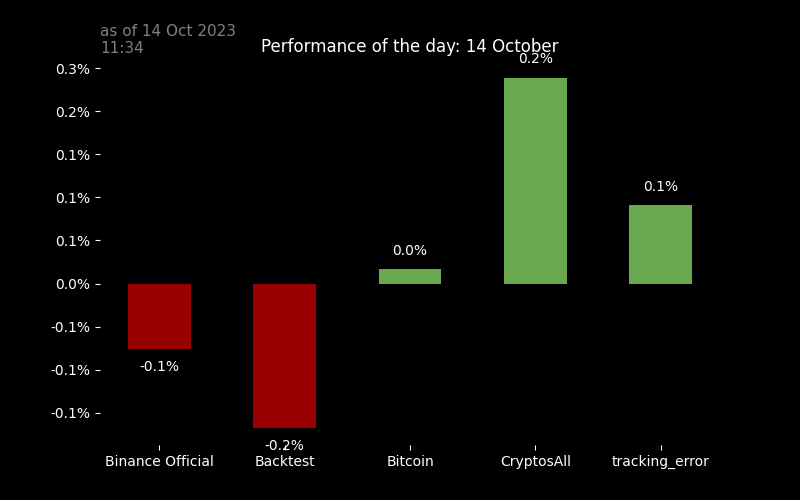 as of 14 Oct 2023
11:34
Performance of the day: 14 October
0.3%
0.2%
0.1%
0.1%
0.1%
0.0%
-0.1%
-0.1%
-0.1%
-0.1%
-0.2%
0.0%
0.2%
0.1%
Binance Official
Backtest
Bitcoin
CryptosAll
tracking_error